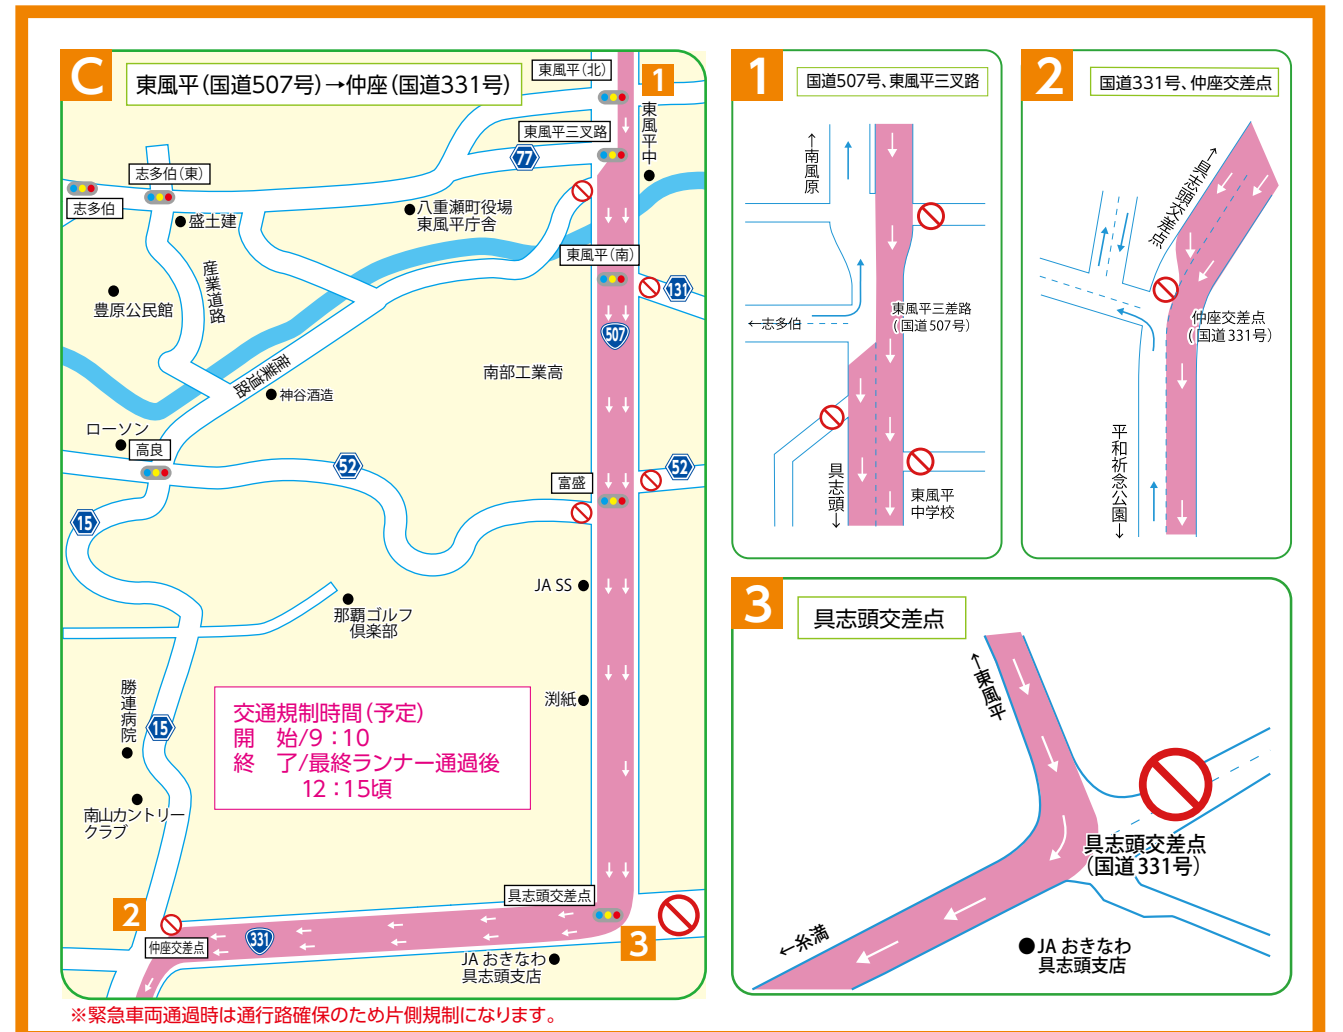 C
東風平(国道507号)→仲座(国道331号)
東風平(北)
1
東風平中
東風平三叉路
77
志多伯(東)
志多伯
盛土建
八重瀬町役場
東風平庁舎
東風平(南)
131
産業道路
豊原公民館
507
南部工業高
産業道路
神谷酒造
ローソン
高良
52
富盛
52
15
JA SS
那覇ゴルフ
倶楽部
勝連病院
15
渕紙
交通規制時間(予定)
開 始/9:10
終 了/最終ランナー通過後
12:15頃
南山カントリー
クラブ
2
仲座交差点
331
具志頭交差点
3
JA おきなわ
具志頭支店
※緊急車両通過時は通行路確保のため片側規制になります。
1
国道507号、東風平三叉路
←南風原
←志多伯
東風平三差路
(国道507号)
具志頭→
東風平
中学校
2
国道331号、仲座交差点
←具志頭交差点
仲座交差点
(国道331号)
平和祈念公園→
3
具志頭交差点
←東風平
具志頭交差点
(国道331号)
←糸満
JA おきなわ
具志頭支店